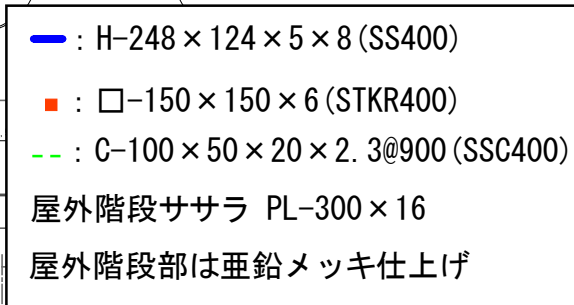 : H-248×124×5×8(SS400)
: □-150×150×6(STKR400)
: C-100×50×20×2.3@900(SSC400)
屋外階段ササラ PL-300×16
屋外階段部は亜鉛メッキ仕上げ